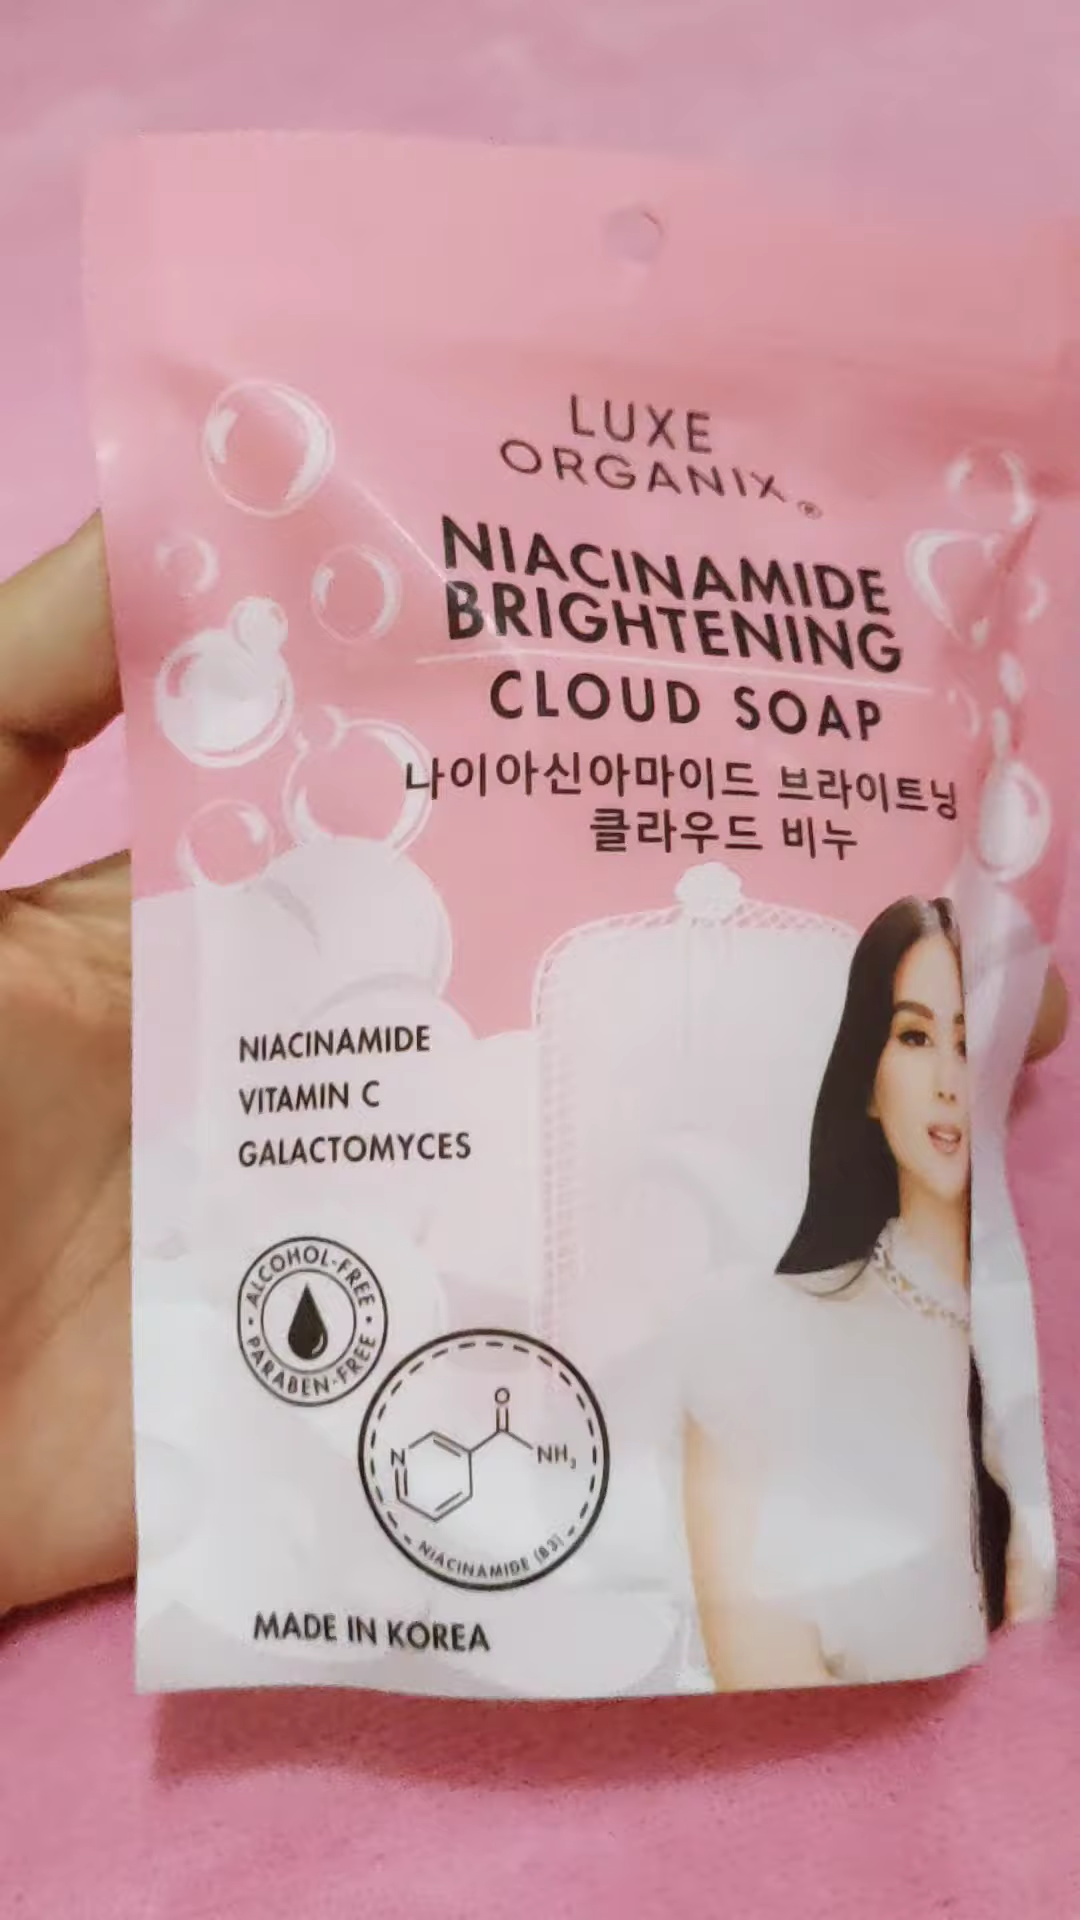 LUXE
ORGANIX®
NIACINAMIDE
BRIGHTENING
CLOUD SOAP
나이아신아마이드 브라이트닝
클라우드 비누
NIACINAMIDE
VITAMIN C
GALACTOMYCES
• ALCOHOL-FREE •
PARABEN-FREE
O
N
NH₂
NIACINAMIDE (B3)
MADE IN KOREA